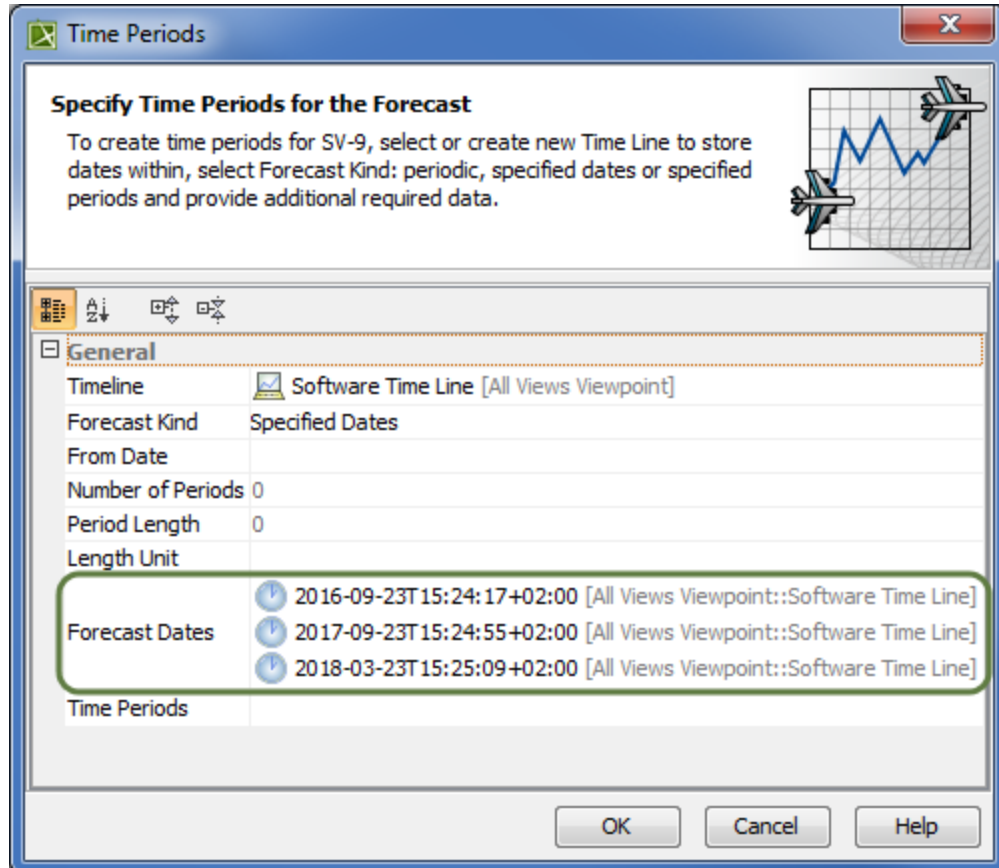 Time Periods
Specify Time Periods for the Forecast
To create time periods for SV-9, select or create new Time Line to store
dates within, select Forecast Kind: periodic, specified dates or specified
periods and provide additional required data.
General
Timeline Software Time Line [All Views Viewpoint]
Forecast Kind Specified Dates
From Date
Number of Periods 0
Period Length 0
Length Unit
2016-09-23T15:24:17+02:00 [All Views Viewpoint::Software Time Line]
Forecast Dates 2017-09-23T15:24:55+02:00 [All Views Viewpoint::Software Time Line]
2018-03-23T15:25:09+02:00 [All Views Viewpoint::Software Time Line]
Time Periods
OK Cancel Help